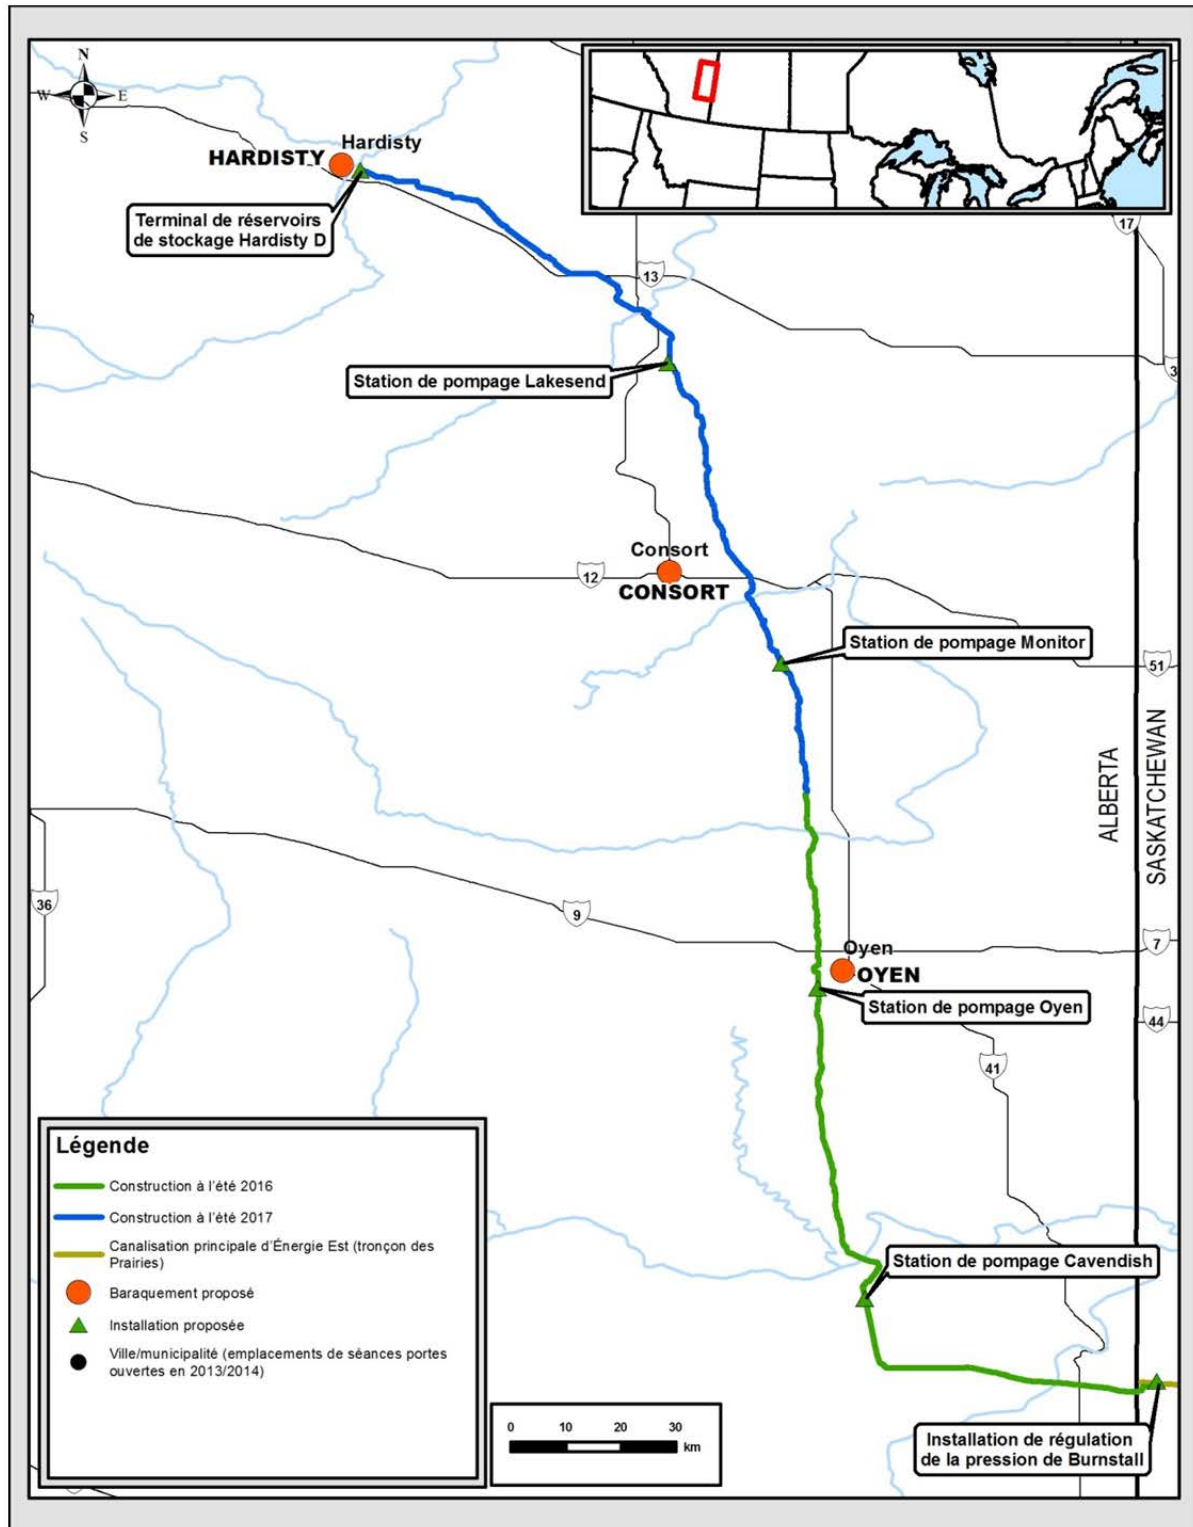 N
W
E
S
Hardisty
HARDISTY
Terminal de réservoirs
de stockage Hardisty D
17
13
3
Station de pompage Lakesend
Consort
12
CONSORT
Station de pompage Monitor
51
ALBERTA
SASKATCHEWAN
36
9
7
Oyen
OYEN
Station de pompage Oyen
44
41
Légende
Construction à l'été 2016
Construction à l'été 2017
Canalisation principale d'Énergie Est (tronçon des
Prairies)
Baraquement proposé
Installation proposée
Ville/municipalité (emplacements de séances portes
ouvertes en 2013/2014)
Station de pompage Cavendish
0 10 20 30
km
Installation de régulation
de la pression de Burnstall